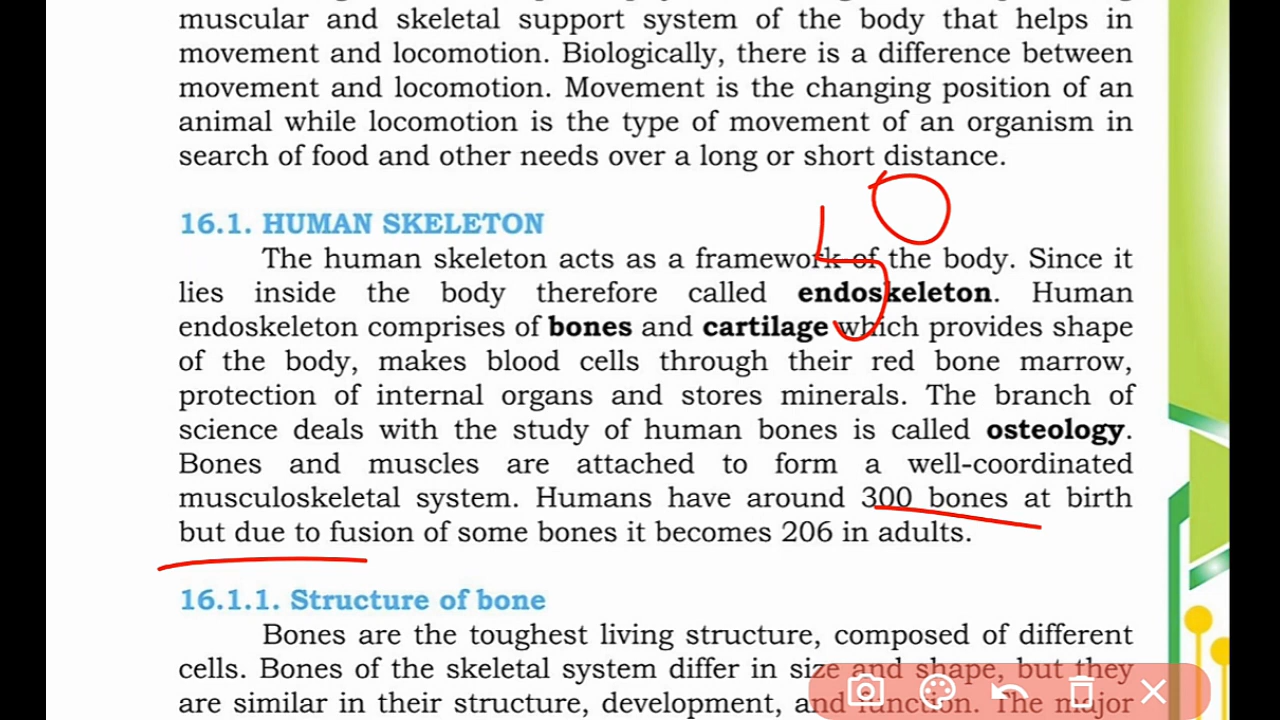 muscular and skeletal support system of the body that helps in
movement and locomotion. Biologically, there is a difference between
movement and locomotion. Movement is the changing position of an
animal while locomotion is the type of movement of an organism in
search of food and other needs over a long or short distance.
16.1. HUMAN SKELETON
The human skeleton acts as a framework of the body. Since it
lies inside the body therefore called endoskeleton. Human
endoskeleton comprises of bones and cartilage which provides shape
of the body, makes blood cells through their red bone marrow,
protection of internal organs and stores minerals. The branch of
science deals with the study of human bones is called osteology.
Bones and muscles are attached to form a well-coordinated
musculoskeletal system. Humans have around 300 bones at birth
but due to fusion of some bones it becomes 206 in adults.
16.1.1. Structure of bone
Bones are the toughest living structure, composed of different
cells. Bones of the skeletal system differ in size and shape, but they
are similar in their structure, development, and function. The major